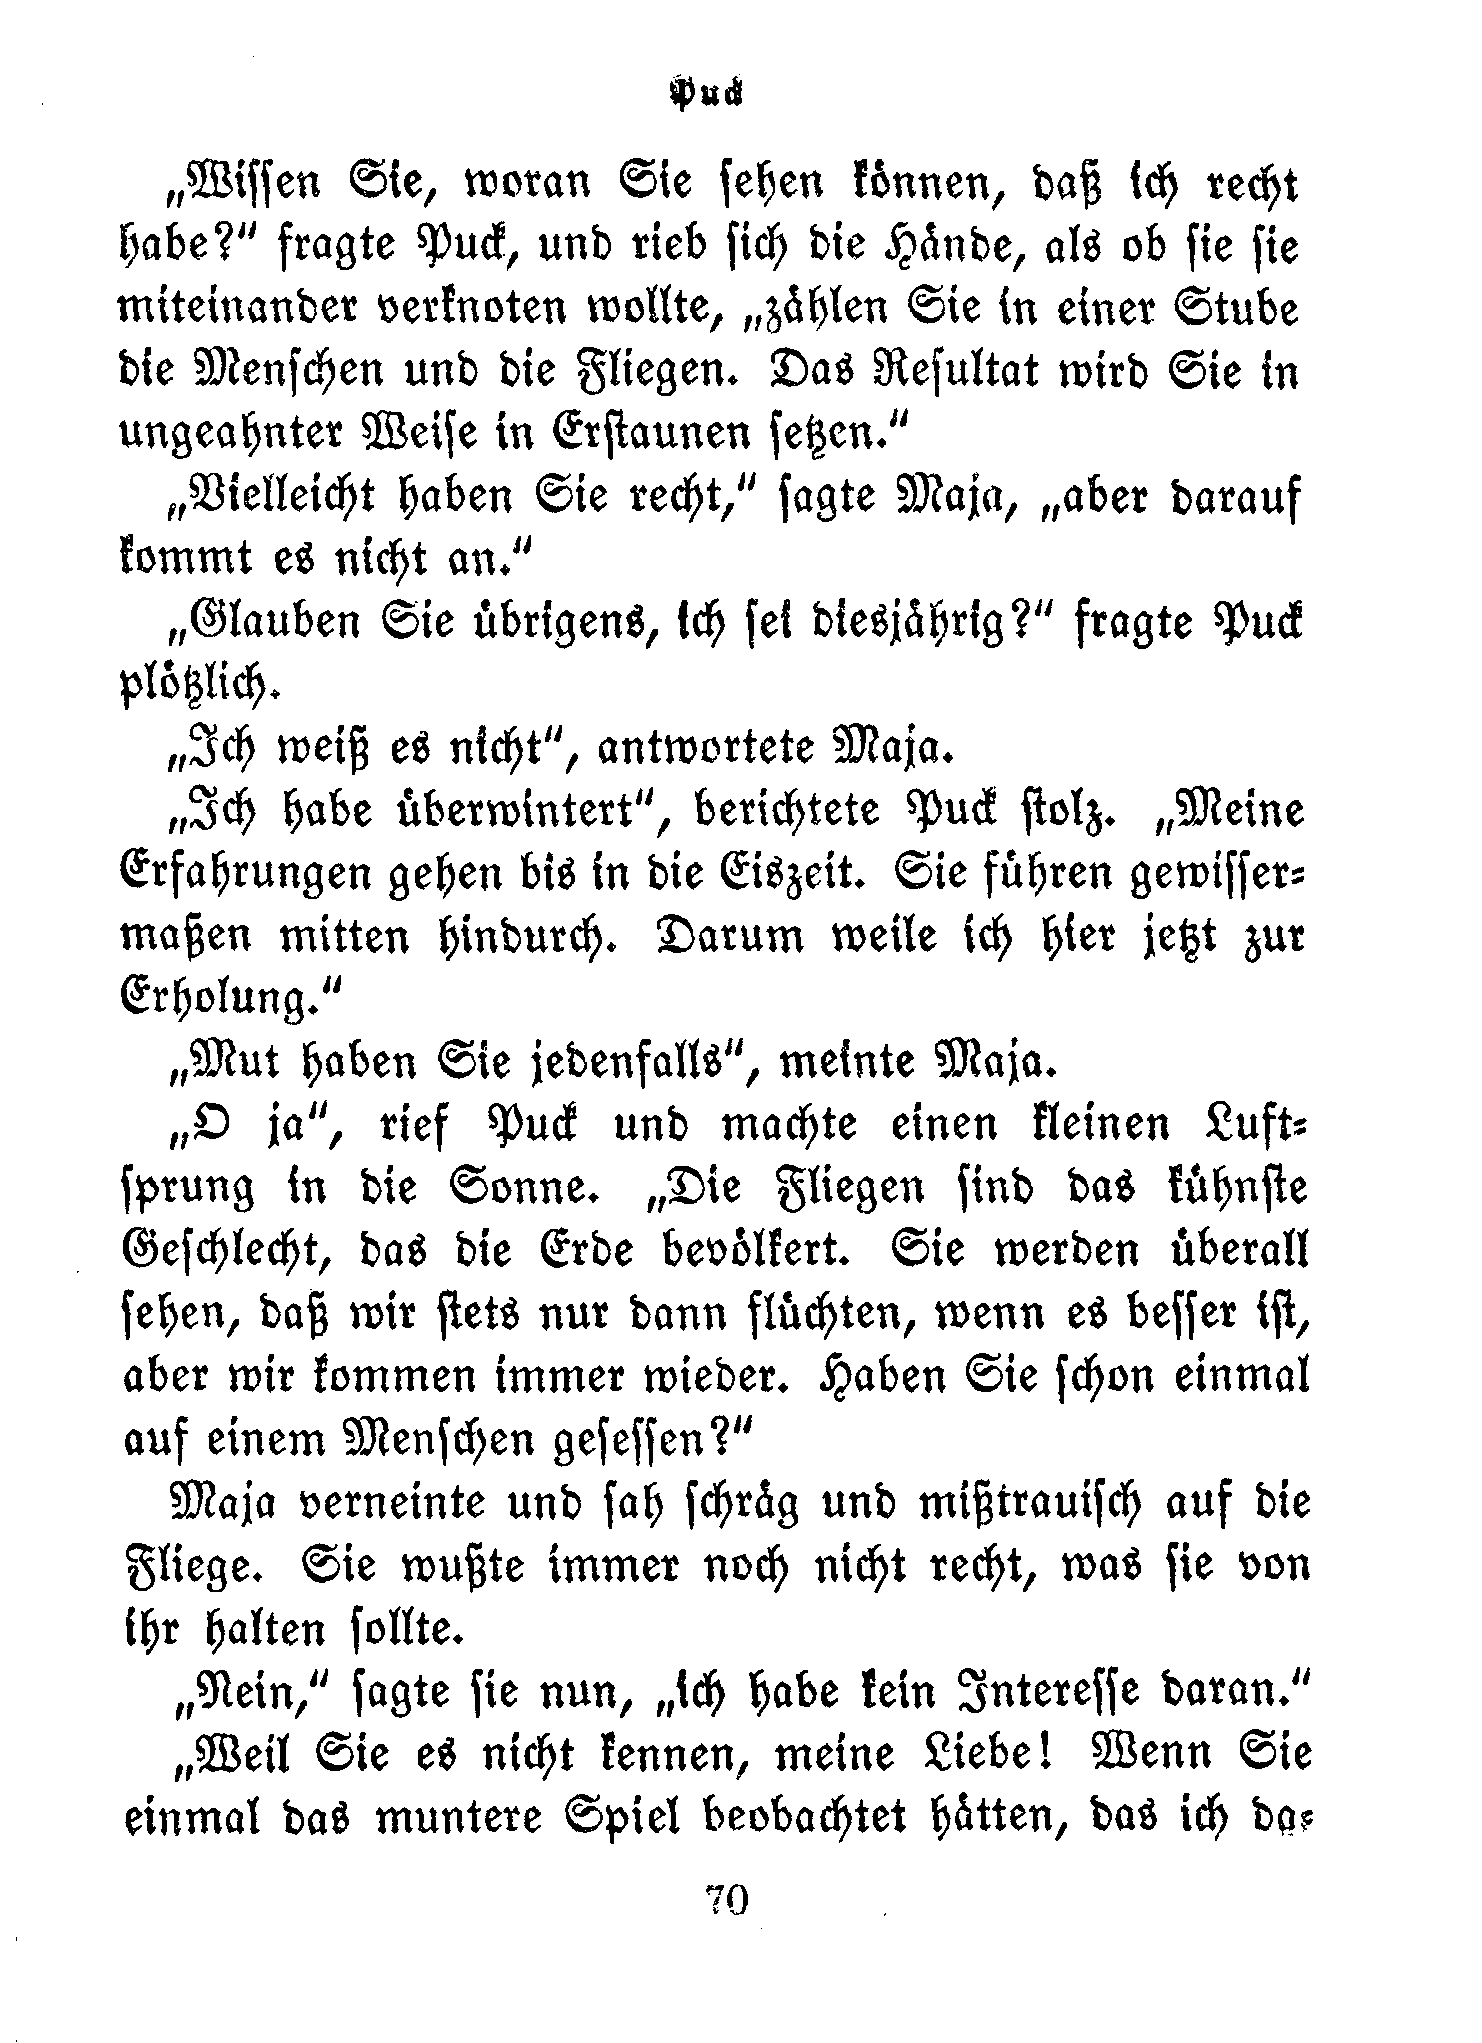 Puck
„Wissen Sie, woran Sie sehen können, daß ich recht
habe?“ fragte Puck, und rieb sich die Hände, als ob sie sie
miteinander verknoten wollte, „zählen Sie in einer Stube
die Menschen und die Fliegen. Das Resultat wird Sie in
ungeahnter Weise in Erstaunen setzen.“
„Vielleicht haben Sie recht,“ sagte Maja, „aber darauf
kommt es nicht an.“
„Glauben Sie übrigens, ich sei diesjährig?“ fragte Puck
plötzlich.
„Ich weiß es nicht“, antwortete Maja.
„Ich habe überwintert“, berichtete Puck stolz. „Meine
Erfahrungen gehen bis in die Eiszeit. Sie führen gewisser-
maßen mitten hindurch. Darum weile ich hier jetzt zur
Erholung.“
„Mut haben Sie jedenfalls“, meinte Maja.
„O ja“, rief Puck und machte einen kleinen Luft-
sprung in die Sonne. „Die Fliegen sind das kühnste
Geschlecht, das die Erde bevölkert. Sie werden überall
sehen, daß wir stets nur dann flüchten, wenn es besser ist,
aber wir kommen immer wieder. Haben Sie schon einmal
auf einem Menschen gesessen?“
Maja verneinte und sah schräg und mißtrauisch auf die
Fliege. Sie wußte immer noch nicht recht, was sie von
ihr halten sollte.
„Nein,“ sagte sie nun, „ich habe kein Interesse daran.“
„Weil Sie es nicht kennen, meine Liebe! Wenn Sie
einmal das muntere Spiel beobachtet hätten, das ich da-
70